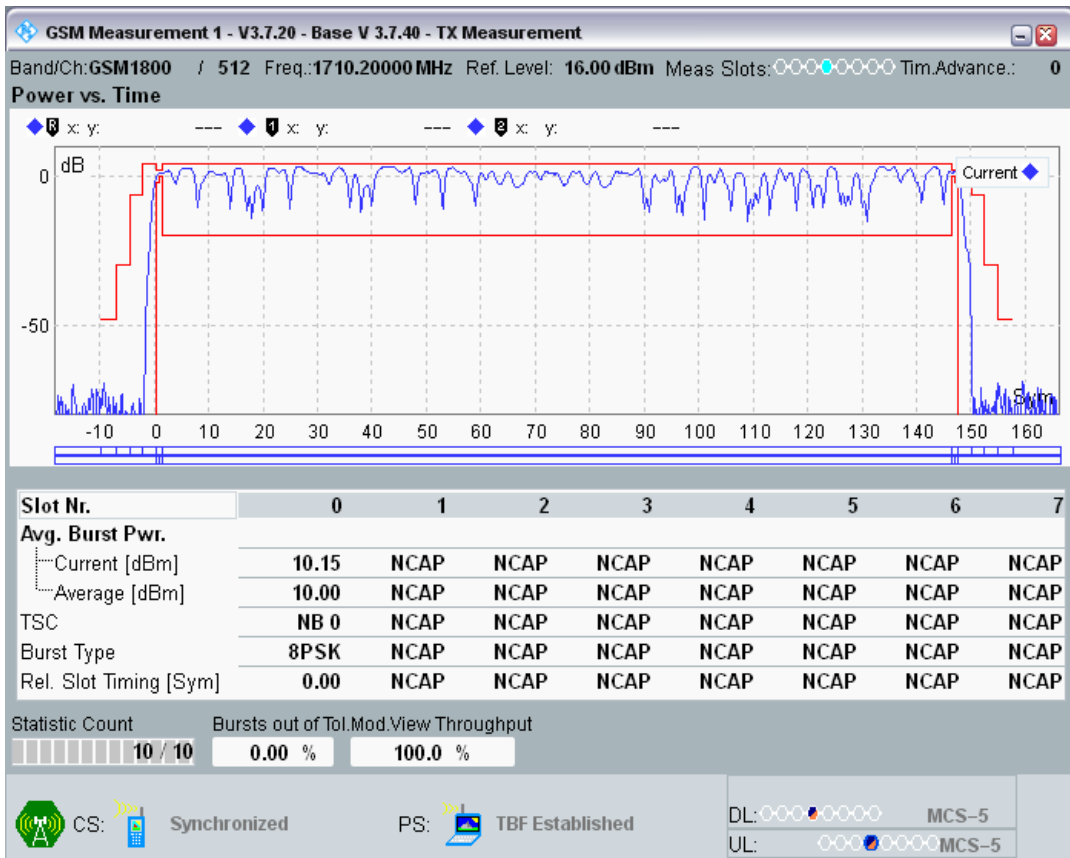 GSM Measurement 1 - V3.7.20 - Base V 3.7.40 - TX Measurement
Band/Ch:GSM1800 / 512 Freq.:1710.20000 MHz Ref. Level: 16.00 dBm Meas Slots: Tim.Advance.: 0
Power vs. Time
R x: y: --- 1 x: y: --- 2 x: y: ---
dB
Current
0
-50
Sym
-10 0 10 20 30 40 50 60 70 80 90 100 110 120 130 140 150 160
Slot Nr. 0 1 2 3 4 5 6 7
Avg. Burst Pwr.
Current [dBm] 10.15 NCAP NCAP NCAP NCAP NCAP NCAP NCAP
Average [dBm] 10.00 NCAP NCAP NCAP NCAP NCAP NCAP NCAP
TSC NB 0 NCAP NCAP NCAP NCAP NCAP NCAP NCAP
Burst Type 8PSK NCAP NCAP NCAP NCAP NCAP NCAP NCAP
Rel. Slot Timing [Sym] 0.00 NCAP NCAP NCAP NCAP NCAP NCAP NCAP
Statistic Count Bursts out of Tol.Mod.View Throughput
10 / 10 0.00 % 100.0 %
CS: Synchronized PS: TBF Established DL: MCS-5
UL: MCS-5